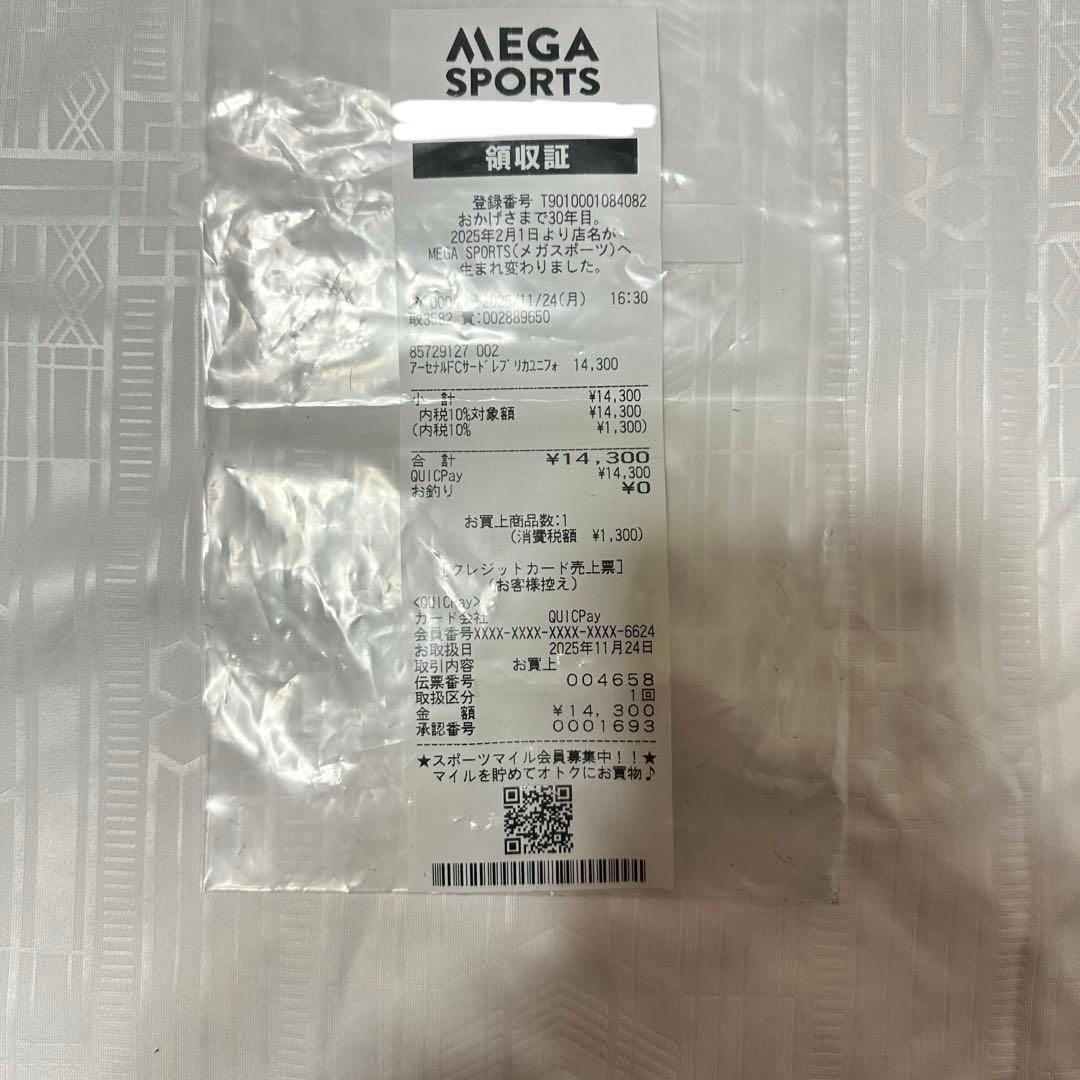 MEGA
SPORTS
領収証
登録番号 T9010001084082
おかげさまで30年目。
2025年2月1日より店名が、
MEGA SPORTS(メガスポーツ)へ
生まれ変わりました。
2025/11/24(月) 16:30
取3582 責:002889650
85729127 002
アーセナルFCサードレプリカユニフォ 14,300
小 計 ¥14,300
内税10%対象額 ¥14,300
(内税10% ¥1,300)
合 計 ¥14,300
QUICPay ¥14,300
お釣り ¥0
お買上商品数:1
(消費税額 ¥1,300)
[クレジットカード売上票]
(お客様控え)
<QUICPay>
カード会社 QUICPay
会員番号XXXX-XXXX-XXXX-XXXX-6624
お取扱日 2025年11月24日
取引内容 お買上
伝票番号 004658
取扱区分 1回
金 額 ¥14,300
承認番号 0001693
★スポーツマイル会員募集中!!★
マイルを貯めてオトクにお買物♪